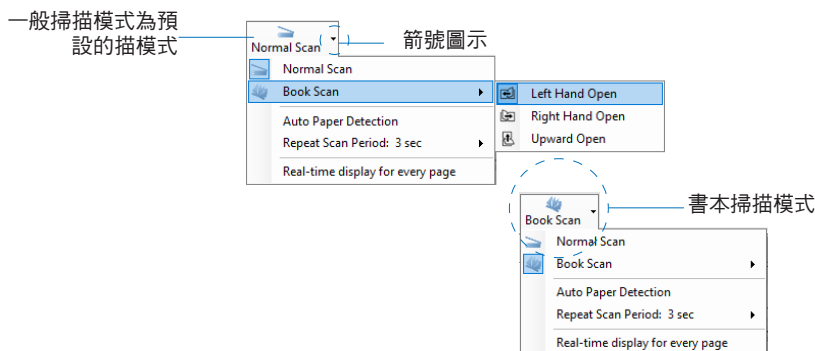 一般掃描模式為預
設的描模式
Normal Scan
箭號圖示
Normal Scan
Book Scan
Left Hand Open
Right Hand Open
Upward Open
Auto Paper Detection
Repeat Scan Period: 3 sec
Real-time display for every page
書本掃描模式
Book Scan
Normal Scan
Book Scan
Auto Paper Detection
Repeat Scan Period: 3 sec
Real-time display for every page